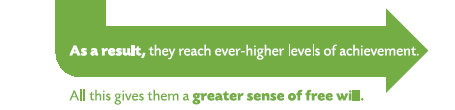 As a result, they reach ever-higher levels of achievement.
All this gives them a greater sense of free will.